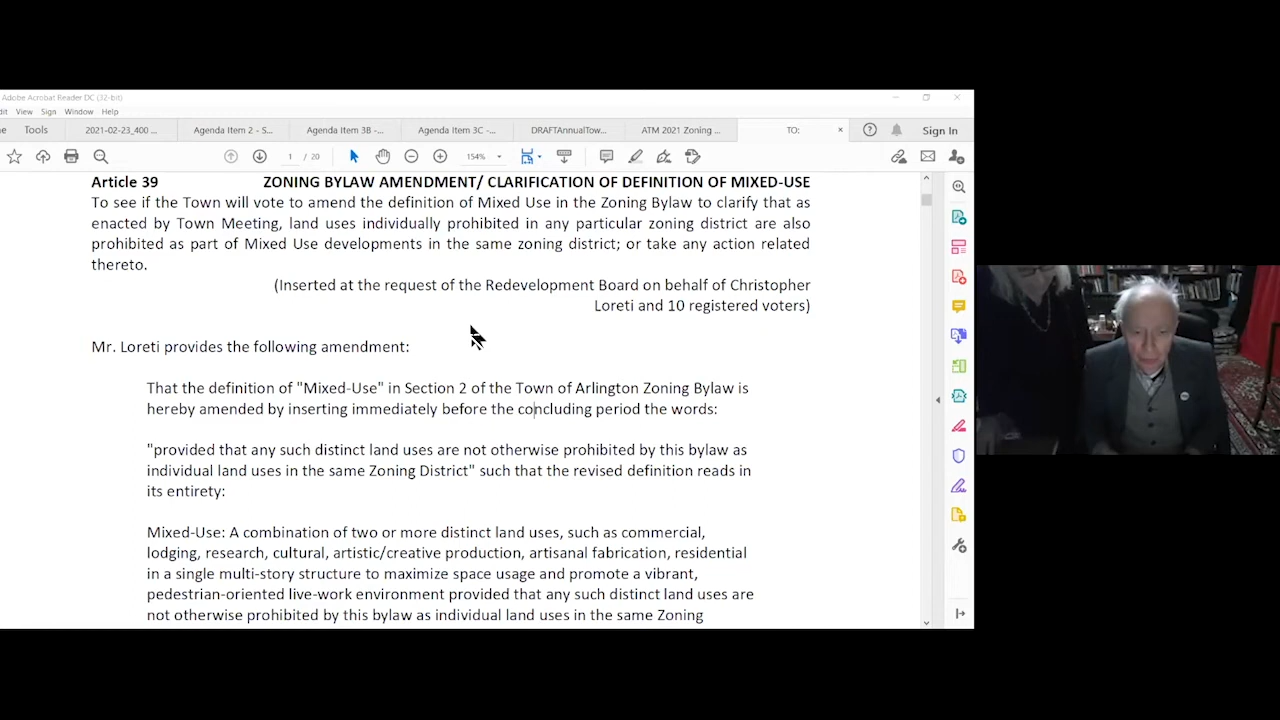 Adobe Acrobat Reader DC (32-bit)
dit View Sign Window Help
e Tools 2021-02-23_400 ... Agenda Item 2 - S... Agenda Item 3B -... Agenda Item 3C -... DRAFTAnnualTow... ATM 2021 Zoning ... TO: × Sign In
1 / 20 154%
Article 39 ZONING BYLAW AMENDMENT/ CLARIFICATION OF DEFINITION OF MIXED-USE
To see if the Town will vote to amend the definition of Mixed Use in the Zoning Bylaw to clarify that as
enacted by Town Meeting, land uses individually prohibited in any particular zoning district are also
prohibited as part of Mixed Use developments in the same zoning district; or take any action related
thereto.
(Inserted at the request of the Redevelopment Board on behalf of Christopher
Loreti and 10 registered voters)
Mr. Loreti provides the following amendment:
That the definition of "Mixed-Use" in Section 2 of the Town of Arlington Zoning Bylaw is
hereby amended by inserting immediately before the concluding period the words:
"provided that any such distinct land uses are not otherwise prohibited by this bylaw as
individual land uses in the same Zoning District" such that the revised definition reads in
its entirety:
Mixed-Use: A combination of two or more distinct land uses, such as commercial,
lodging, research, cultural, artistic/creative production, artisanal fabrication, residential
in a single multi-story structure to maximize space usage and promote a vibrant,
pedestrian-oriented live-work environment provided that any such distinct land uses are
not otherwise prohibited by this bylaw as individual land uses in the same Zoning